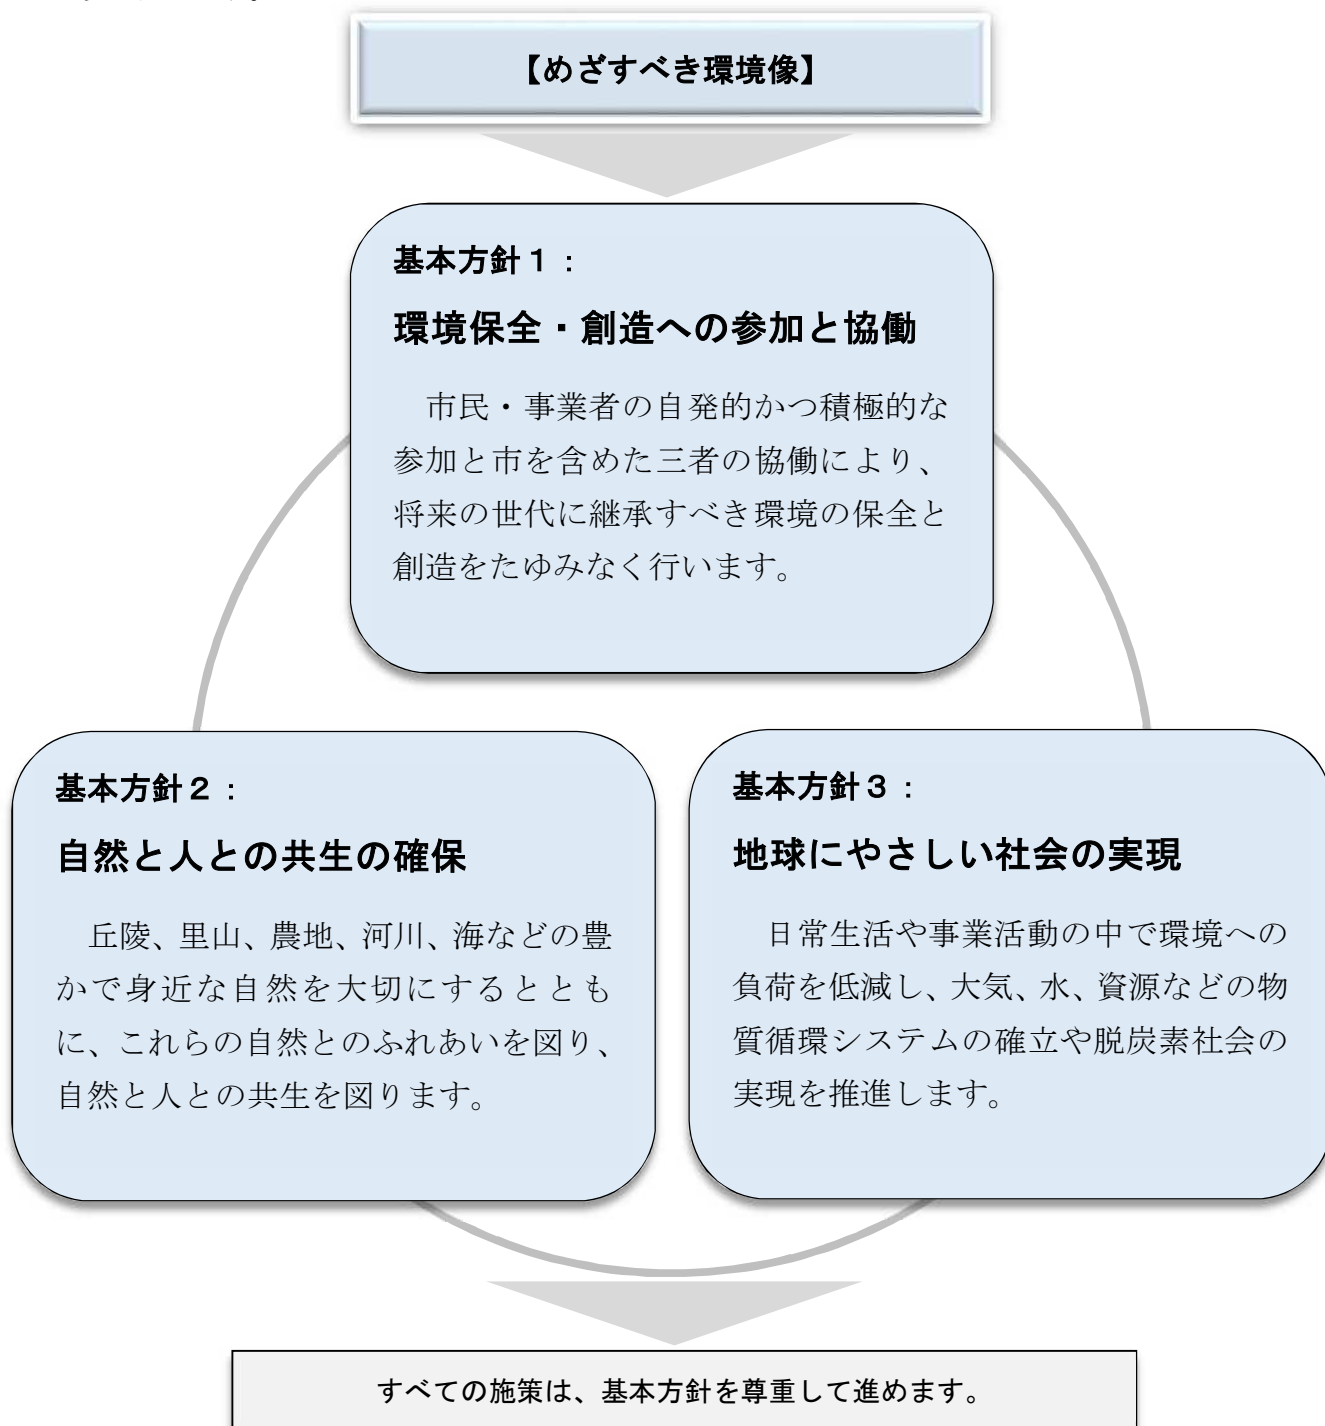 【めざすべき環境像】
基本方針１：
環境保全・創造への参加と協働
市民・事業者の自発的かつ積極的な
参加と市を含めた三者の協働により、
将来の世代に継承すべき環境の保全と
創造をたゆみなく行います。
基本方針２：
自然と人との共生の確保
丘陵、里山、農地、河川、海などの豊
かで身近な自然を大切にするととも
に、これらの自然とのふれあいを図り、
自然と人との共生を図ります。
基本方針３：
地球にやさしい社会の実現
日常生活や事業活動の中で環境への
負荷を低減し、大気、水、資源などの物
質循環システムの確立や脱炭素社会の
実現を推進します。
すべての施策は、基本方針を尊重して進めます。